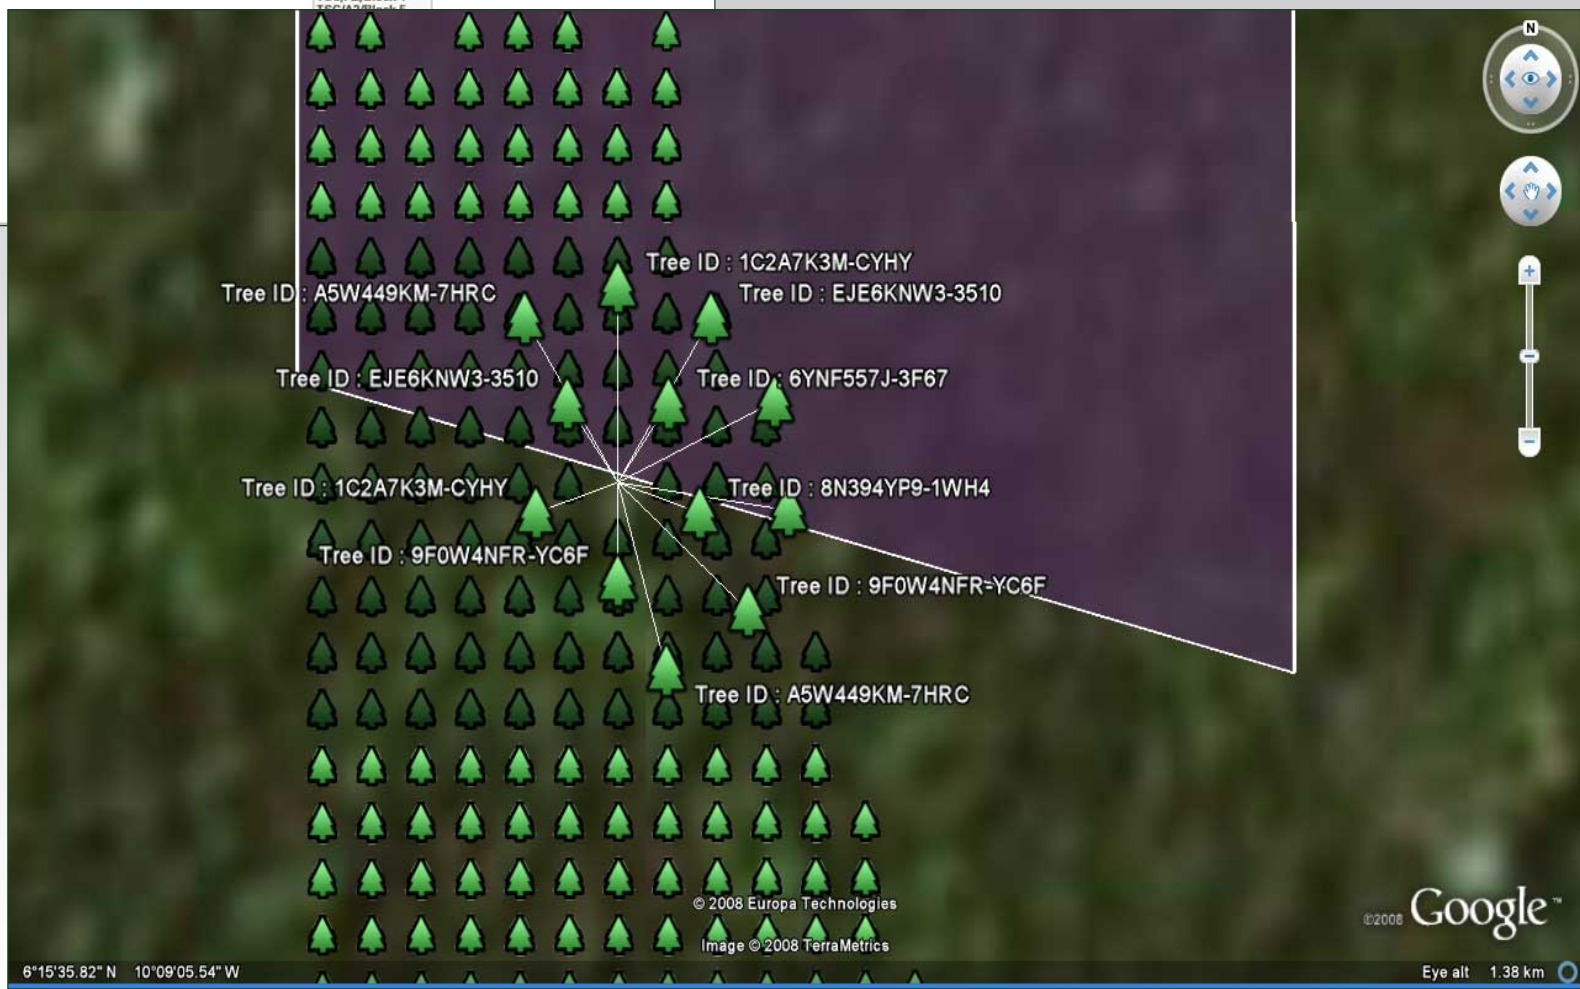 N
Tree ID : 1C2A7K3M-CYHY
Tree ID : A5W449KM-7HRC
Tree ID : EJE6KNW3-3510
Tree ID : EJE6KNW3-3510
Tree ID : 6YNF557J-3F67
Tree ID : 1C2A7K3M-CYHY
Tree ID : 8N394YP9-1WH4
Tree ID : 9F0W4NFR-YC6F
Tree ID : 9F0W4NFR-YC6F
Tree ID : A5W449KM-7HRC
© 2008 Europa Technologies
Image © 2008 TerraMetrics
©2008 Google™
6°15'35.82" N 10°09'05.54" W
Eye alt 1.38 km